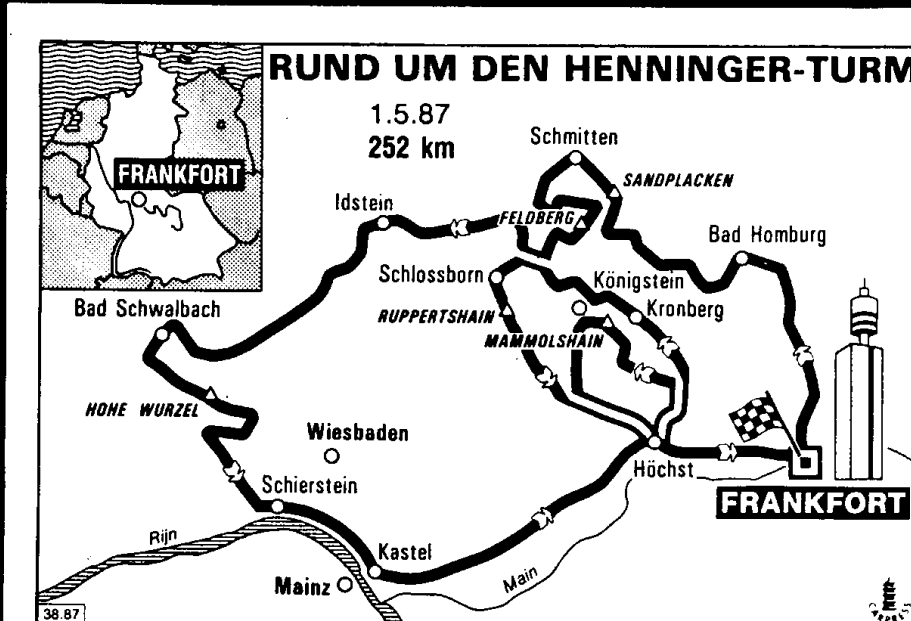 RUND UM DEN HENNINGER-TURM
1.5.87
252 km
FRANKFORT
Schmitten
SANDPLACKEN
FELDBERG
Idstein
Bad Homburg
Schlossborn
Königstein
Kronberg
Bad Schwalbach
RUPPERTSHAIN
MAMMOLSHAIN
HOHE WURZEL
Wiesbaden
Höchst
Schierstein
FRANKFORT
Rijn
Kastel
Main
Mainz
38.87